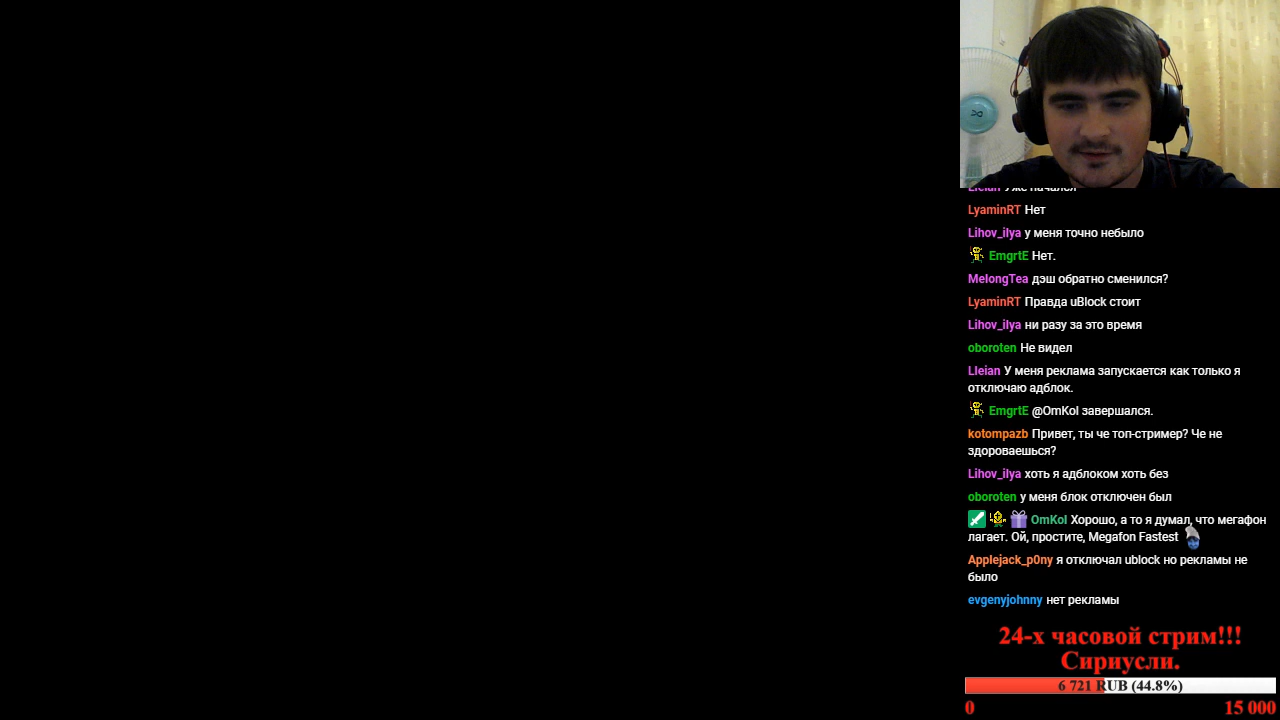 Lleian Уже начался
LyaminRT Нет
Lihov_ilya у меня точно небыло
EmgrtE Нет.
MelongTea дэш обратно сменился?
LyaminRT Правда uBlock стоит
Lihov_ilya ни разу за это время
oboroten Не видел
Lleian У меня реклама запускается как только я
отключаю адблок.
EmgrtE @OmKol завершался.
kotompazb Привет, ты че топ-стример? Че не
здороваешься?
Lihov_ilya хоть я адблоком хоть без
oboroten у меня блок отключен был
OmKol Хорошо, а то я думал, что мегафон
лагает. Ой, простите, Megafon Fastest
Applejack_p0ny я отключал ublock но рекламы не
было
evgenyjohnny нет рекламы
24-х часовой стрим!!!
Сириусли.
6 721 RUB (44.8%)
0 15 000